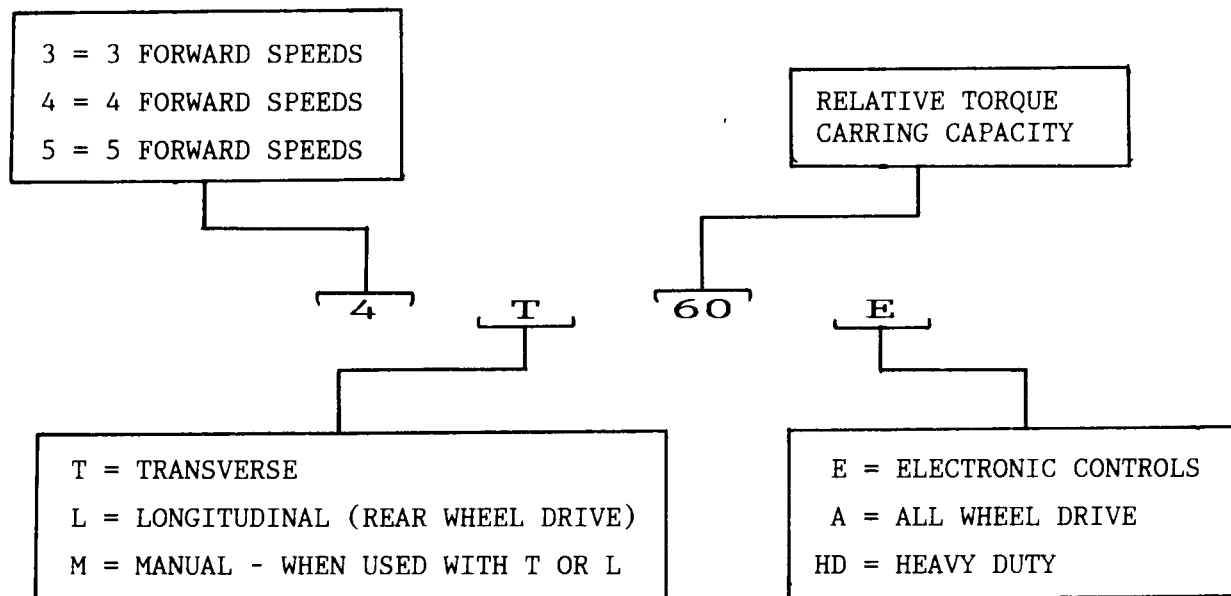 3 = 3 FORWARD SPEEDS
4 = 4 FORWARD SPEEDS
5 = 5 FORWARD SPEEDS
RELATIVE TORQUE
CARRING CAPACITY
4 T 60 E
T = TRANSVERSE
L = LONGITUDINAL (REAR WHEEL DRIVE)
M = MANUAL - WHEN USED WITH T OR L
E = ELECTRONIC CONTROLS
A = ALL WHEEL DRIVE
HD = HEAVY DUTY